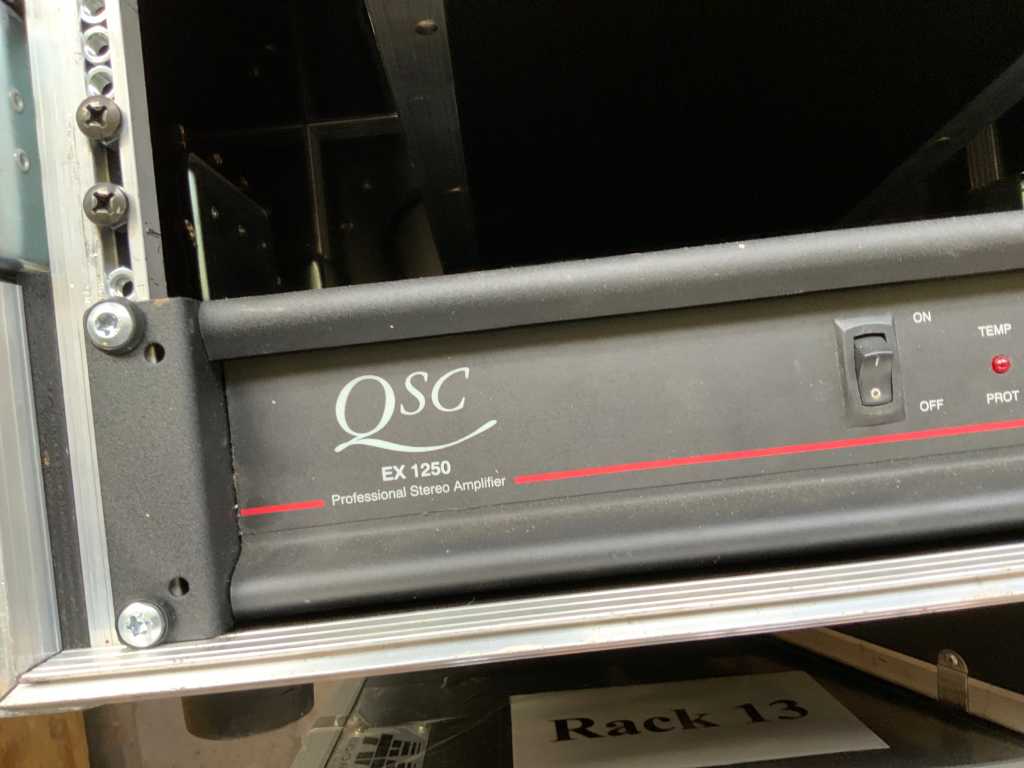 QSC
EX 1250
Professional Stereo Amplifier
ON
OFF
TEMP
PROT
Rack 13